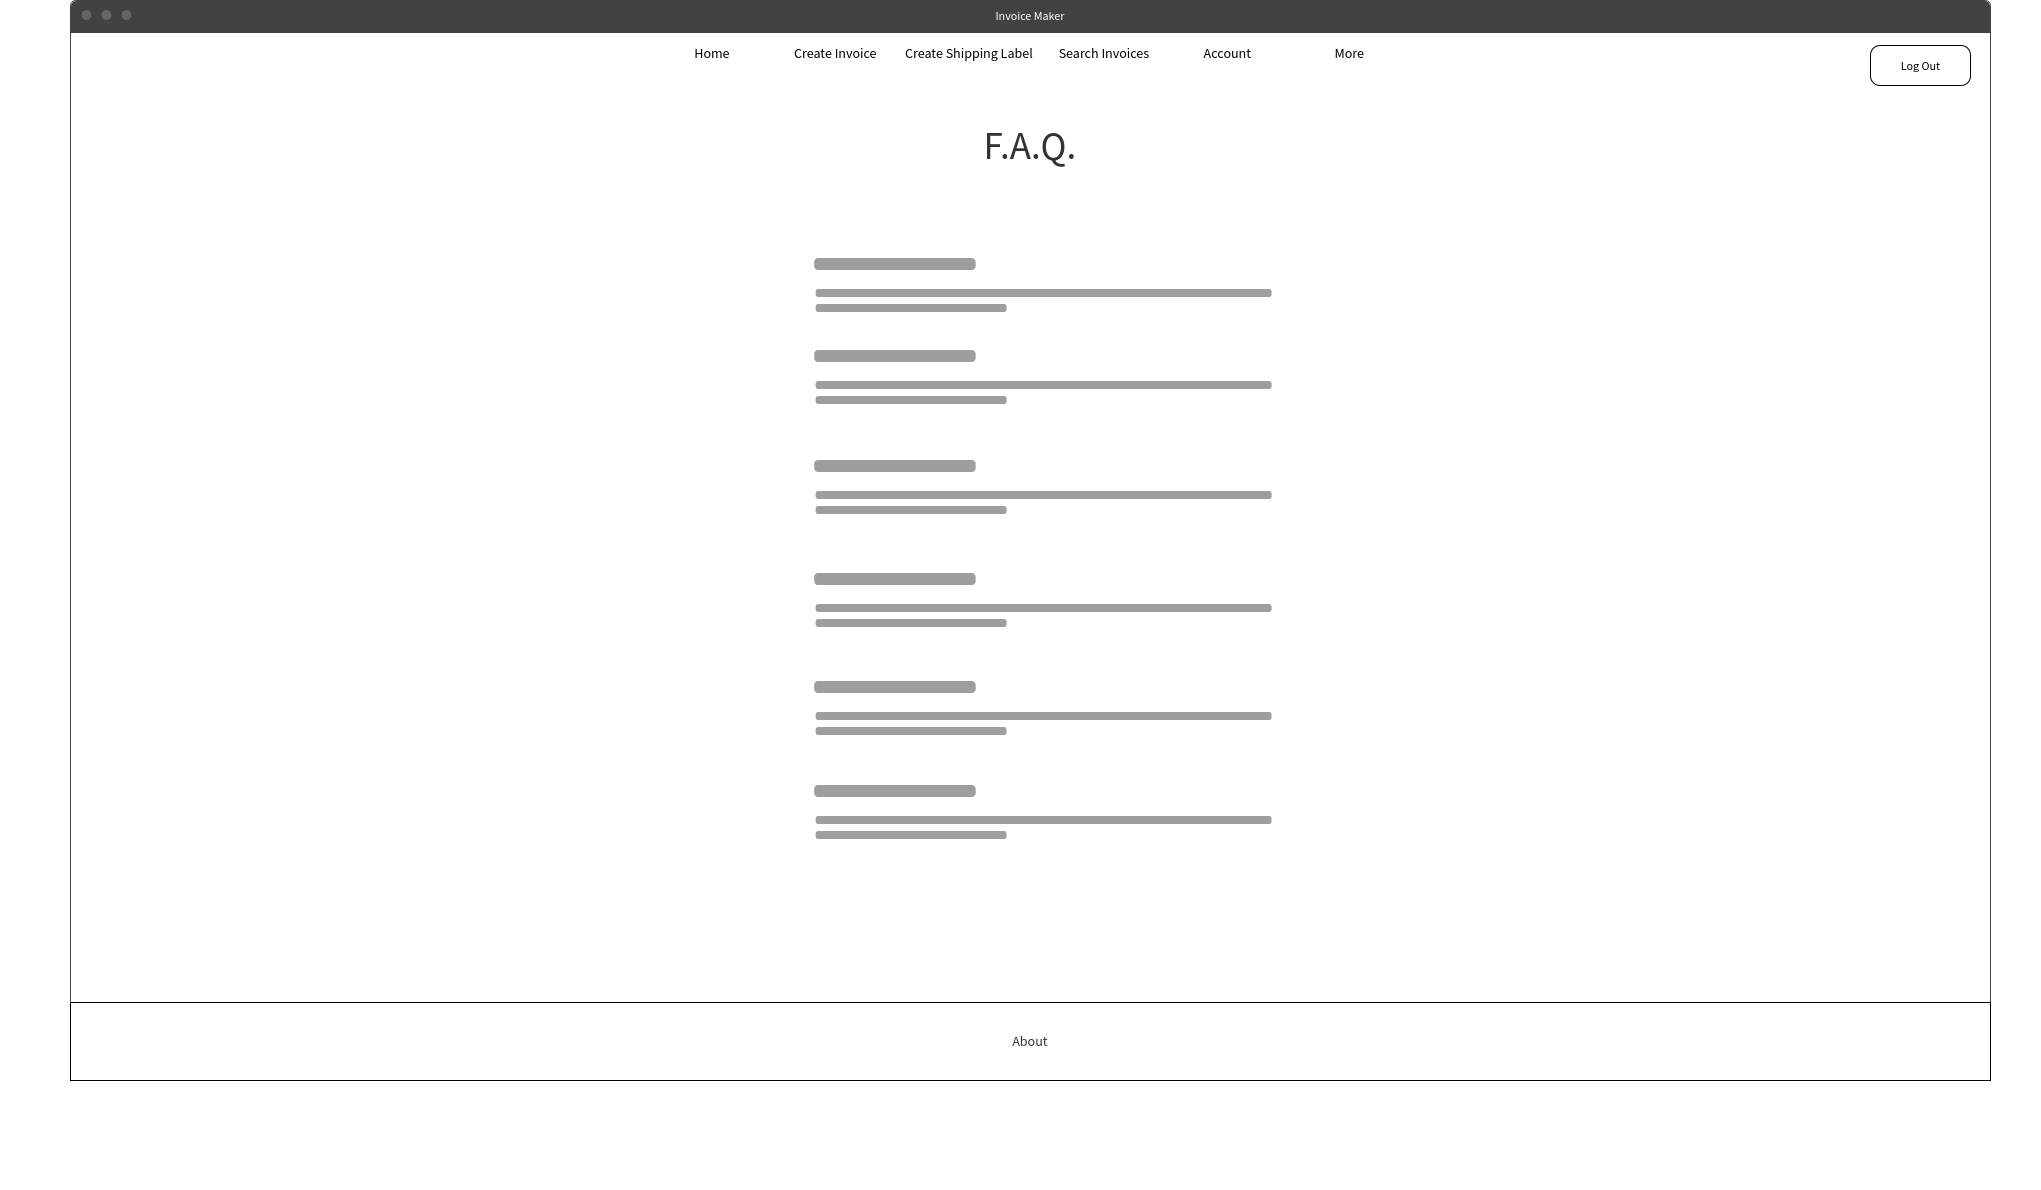 Invoice Maker
Home Create Invoice Create Shipping Label Search Invoices Account More
Log Out
F.A.Q.
About